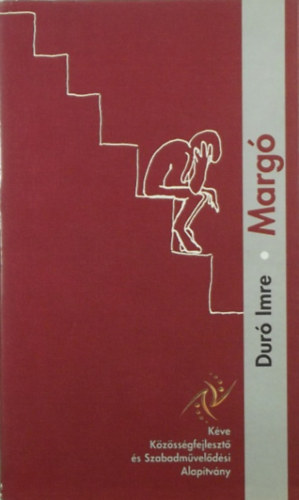 Duró Imre • Margó
Kéve
Közösségfejlesztő
és Szabadművelődési
Alapítvány